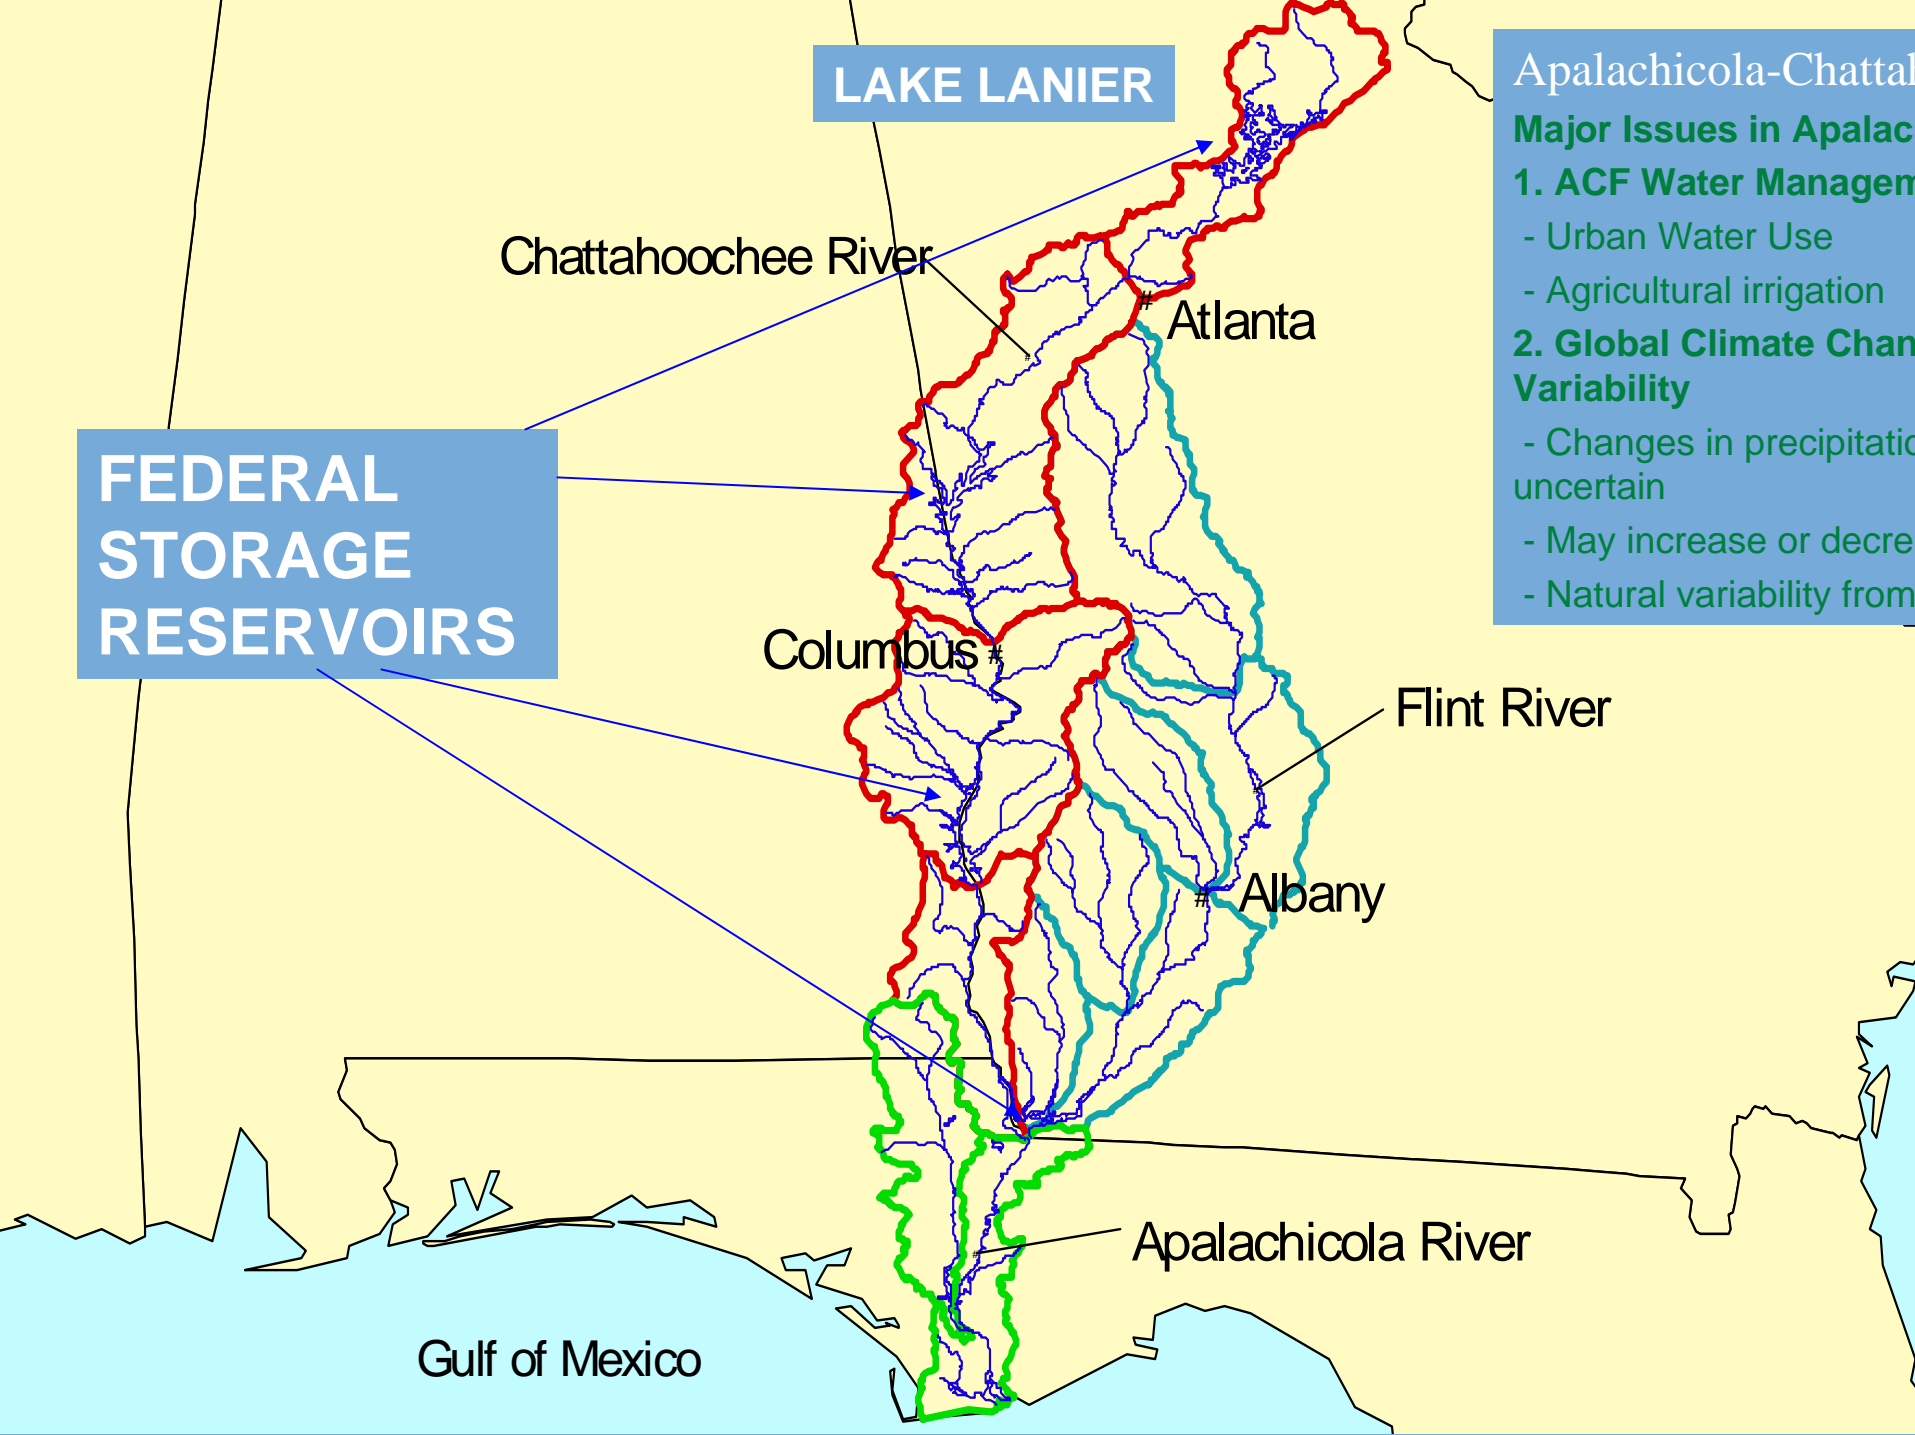 LAKE LANIER
Apalachicola-Chattah
Major Issues in Apalac
1. ACF Water Managem
- Urban Water Use
- Agricultural irrigation
2. Global Climate Chan
Variability
- Changes in precipitatio
uncertain
- May increase or decre
- Natural variability from
Chattahoochee River
# Atlanta
FEDERAL
STORAGE
RESERVOIRS
Columbus #
Flint River
# Albany
Apalachicola River
Gulf of Mexico